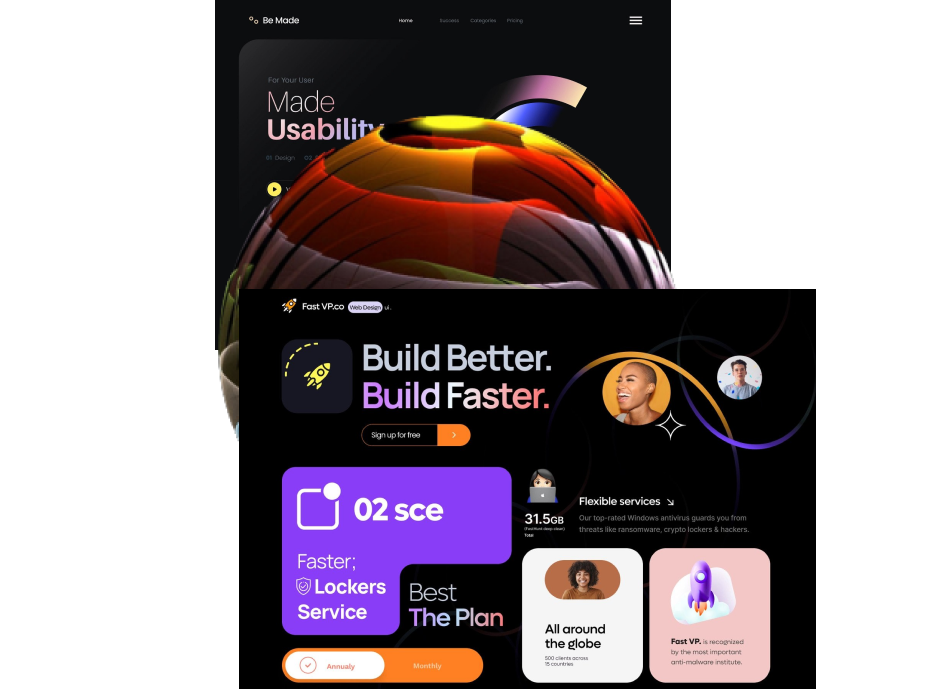 Be Made
Home Success Categories Pricing
For Your User
Made
Usability
01 Design
Fast VP.co Web Design ui.
Build Better.
Build Faster.
Sign up for free
02 sce
Faster;
Lockers
Service
Best
The Plan
Annualy Monthly
31.5GB
Total
Flexible services
Our top-rated Windows antivirus guards you from
threats like ransomware, crypto lockers & hackers.
All around
the globe
500 clients across
15 countries
Fast VP. is recognized
by the most important
anti-malware institute.